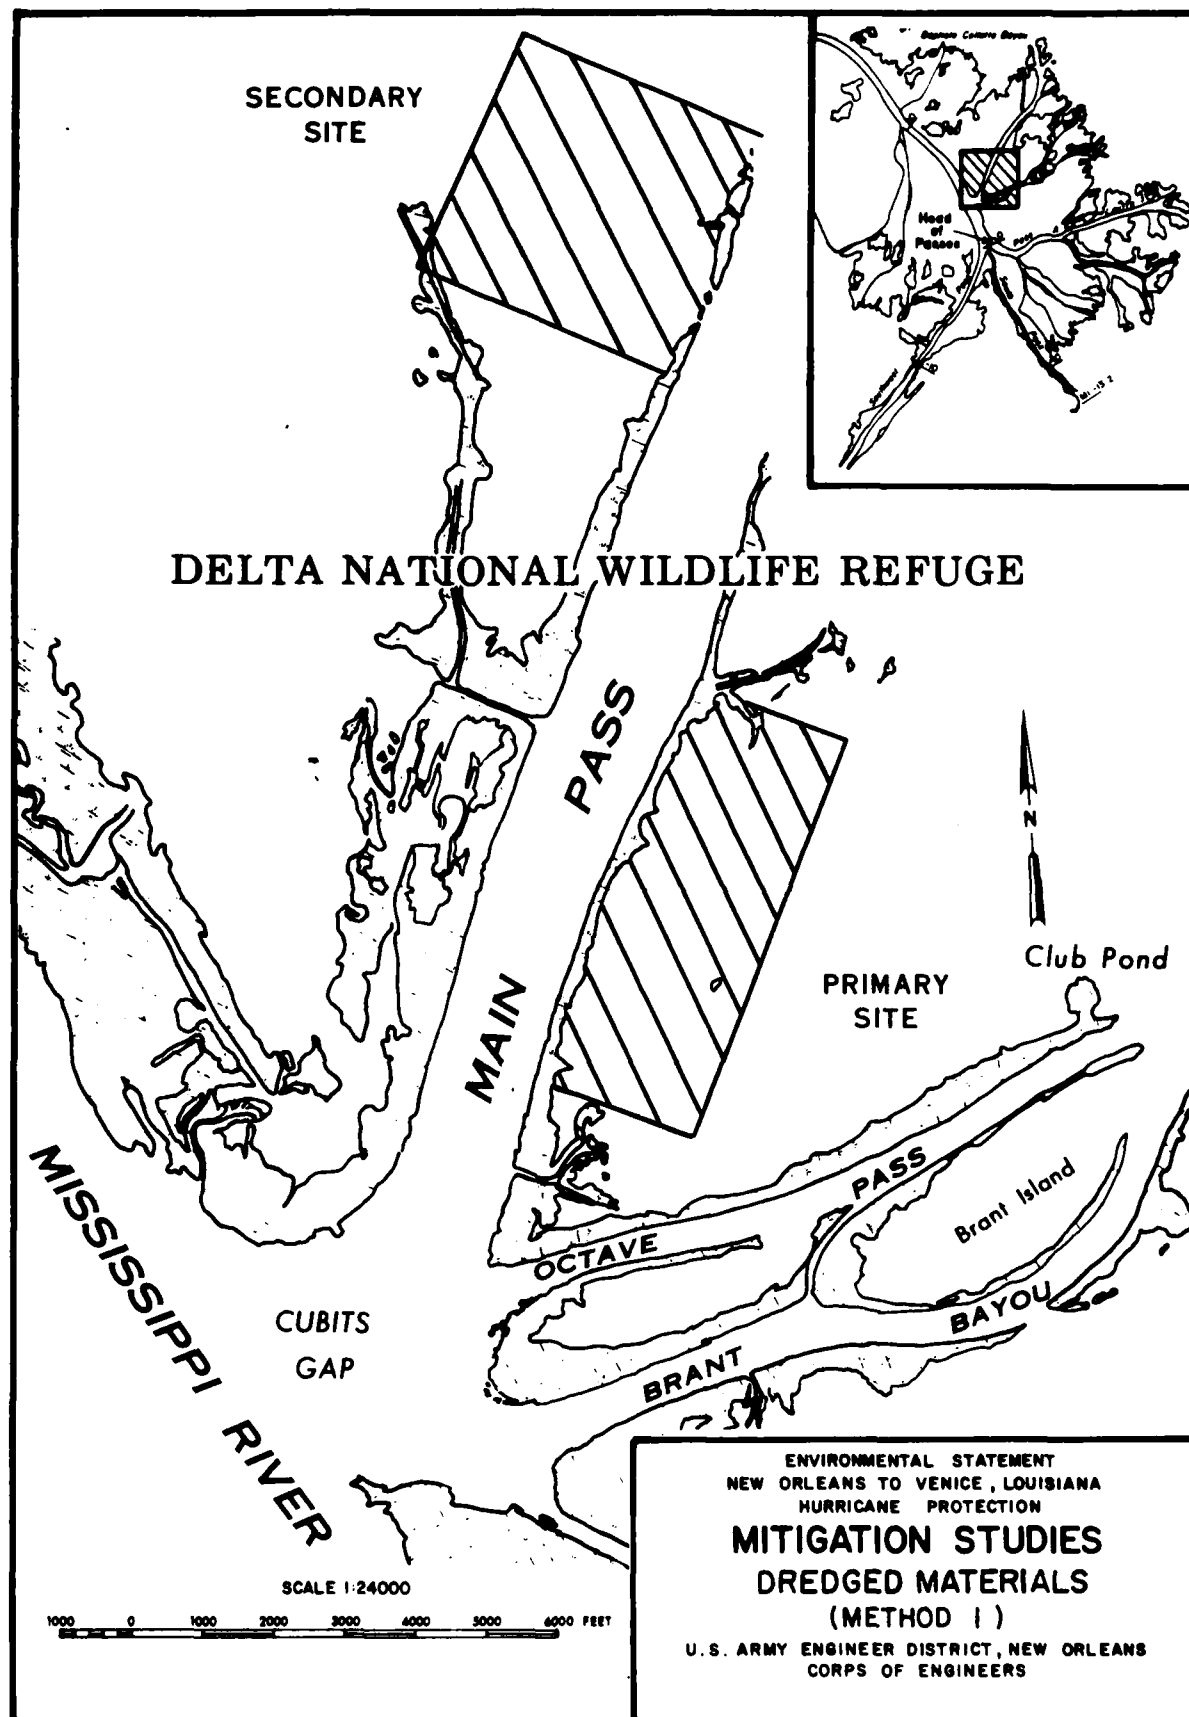 SECONDARY
SITE
Head
of
Passes
Pass
South
Southwest
DELTA NATIONAL WILDLIFE REFUGE
MAIN PASS
N
Club Pond
PRIMARY
SITE
OCTAVE PASS
Brant Island
BRANT BAYOU
MISSISSIPPI RIVER
CUBITS
GAP
SCALE 1:24000
1000 0 1000 2000 3000 4000 5000 6000 FEET
ENVIRONMENTAL STATEMENT
NEW ORLEANS TO VENICE, LOUISIANA
HURRICANE PROTECTION
MITIGATION STUDIES
DREDGED MATERIALS
(METHOD I)
U.S. ARMY ENGINEER DISTRICT, NEW ORLEANS
CORPS OF ENGINEERS